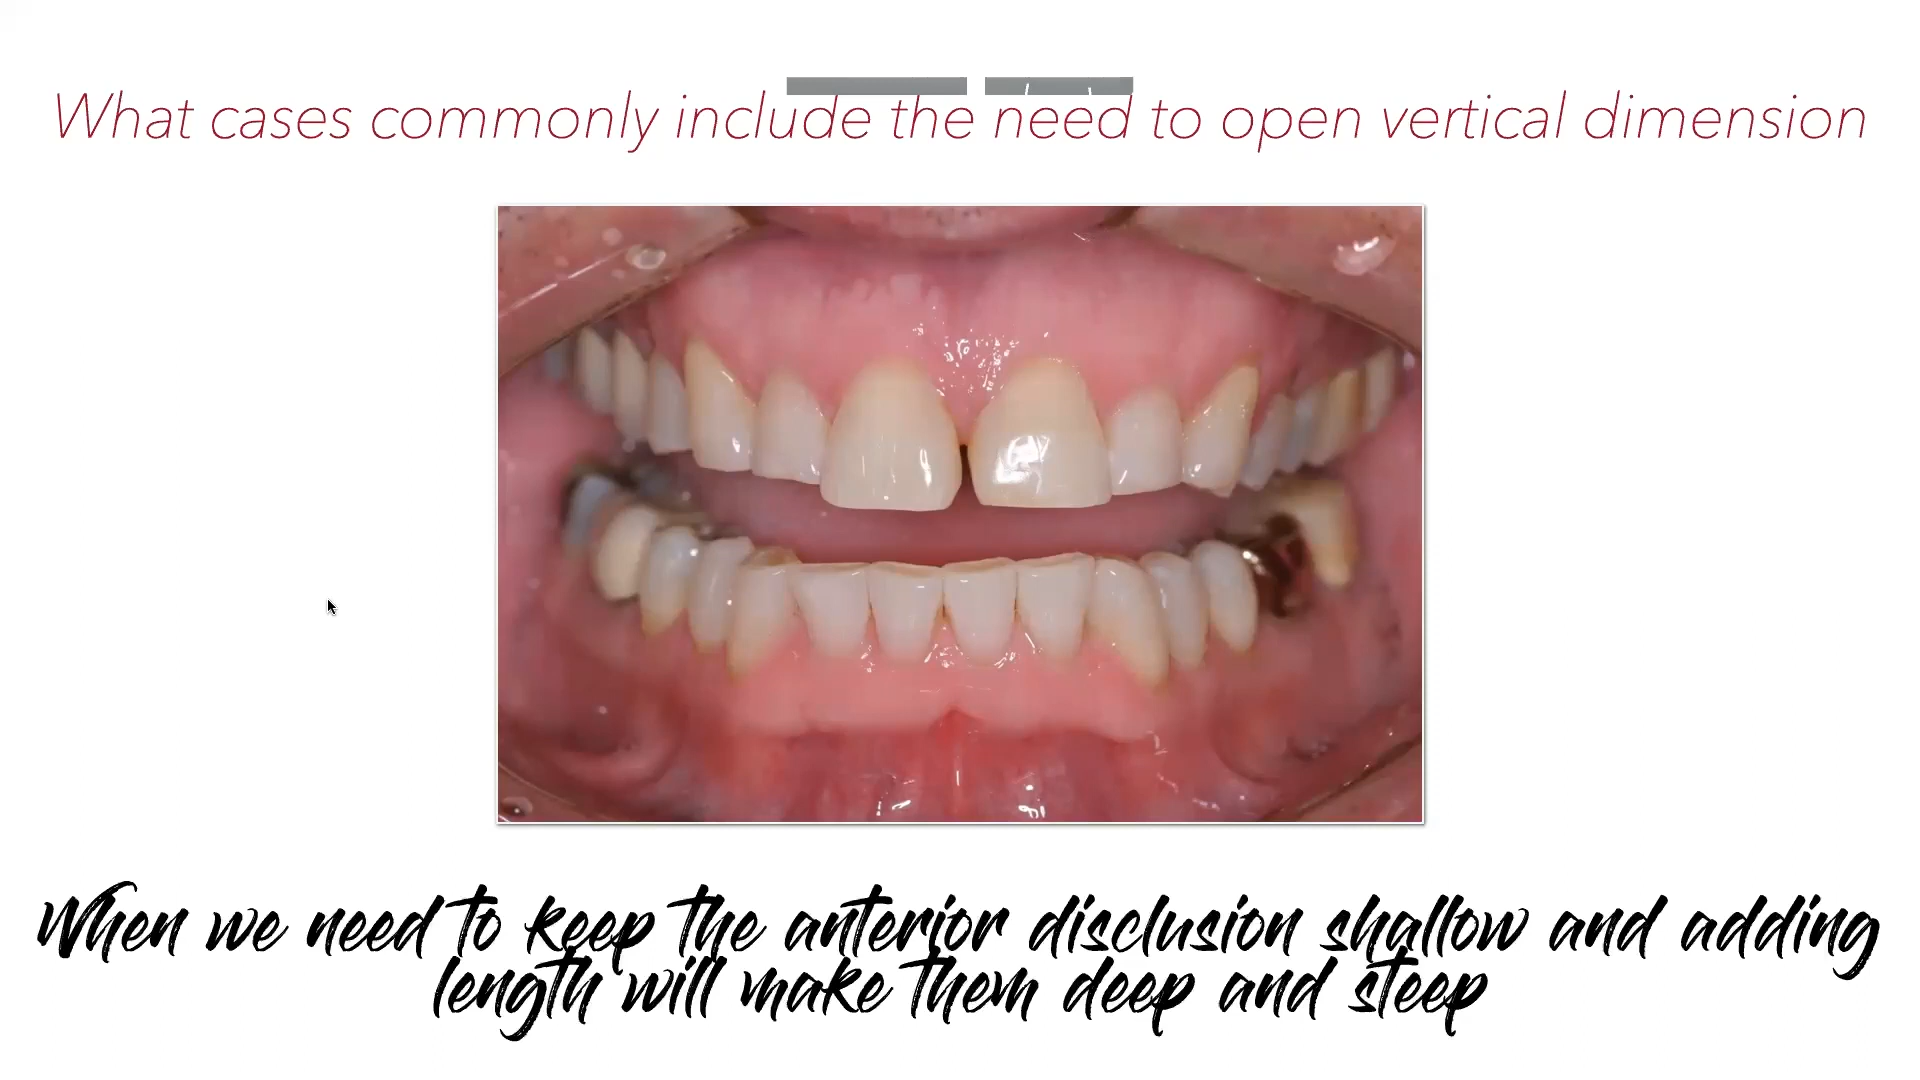 What cases commonly include the need to open vertical dimension
When we need to keep the anterior disclusion shallow and adding
length will make them deep and steep